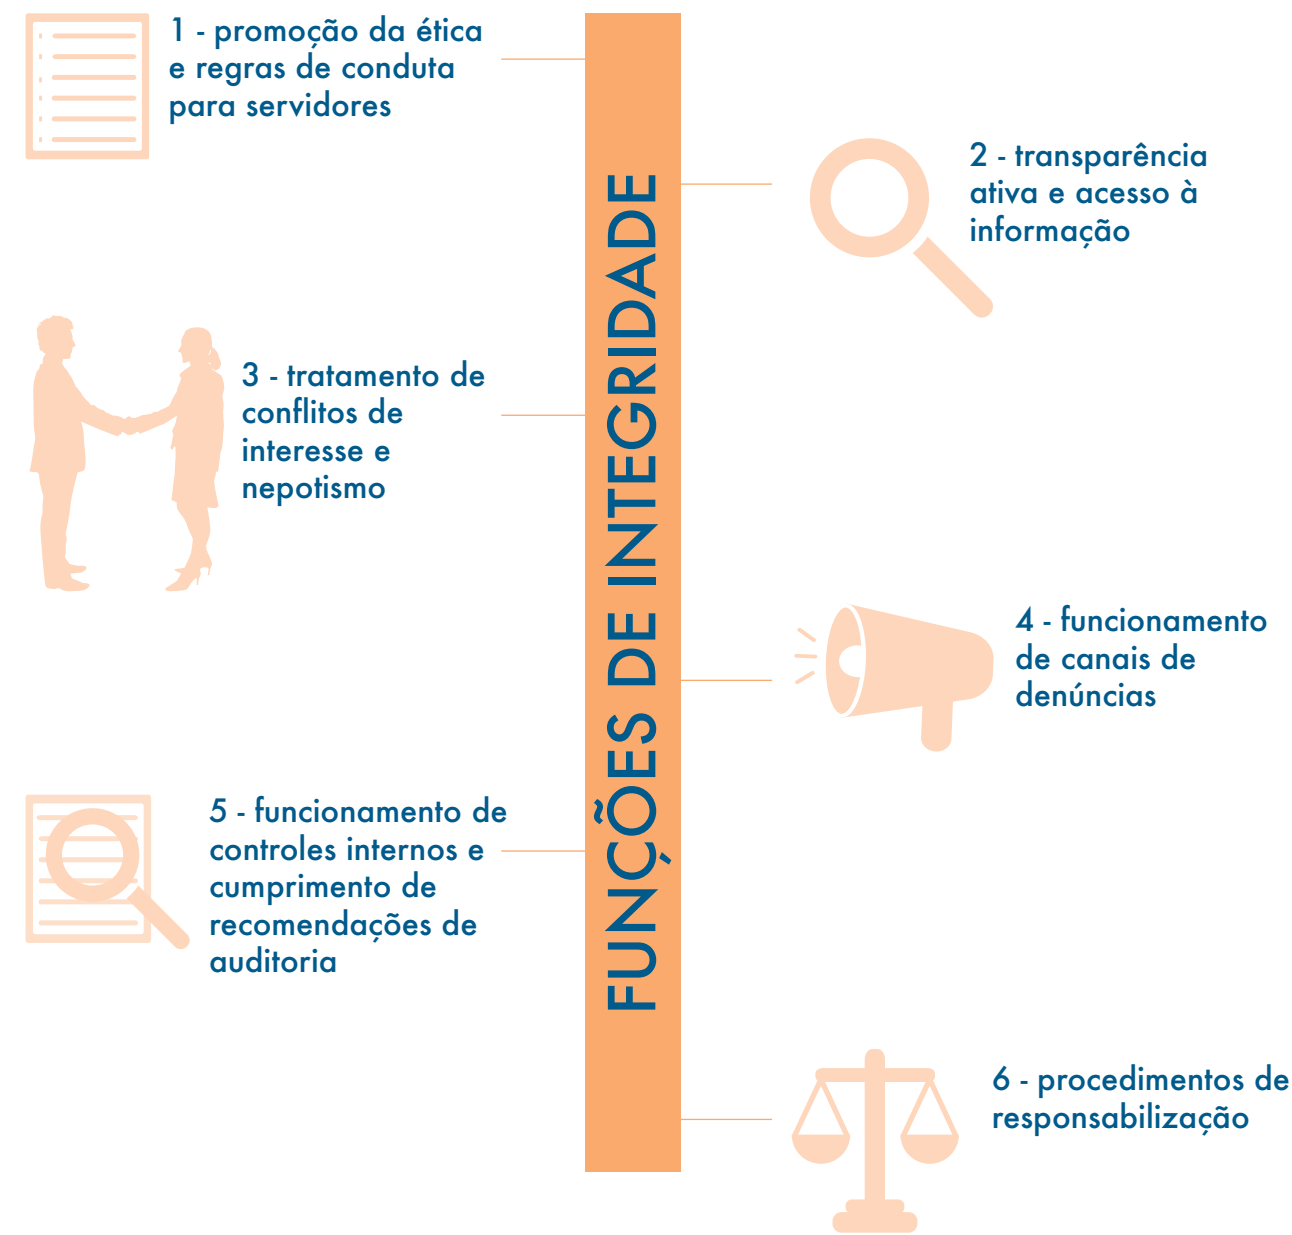 1 - promoção da ética
e regras de conduta
para servidores
2 - transparência
ativa e acesso à
informação
3 - tratamento de
conflitos de
interesse e
nepotismo
FUNÇÕES DE INTEGRIDADE
4 - funcionamento
de canais de
denúncias
5 - funcionamento de
controles internos e
cumprimento de
recomendações de
auditoria
6 - procedimentos de
responsabilização